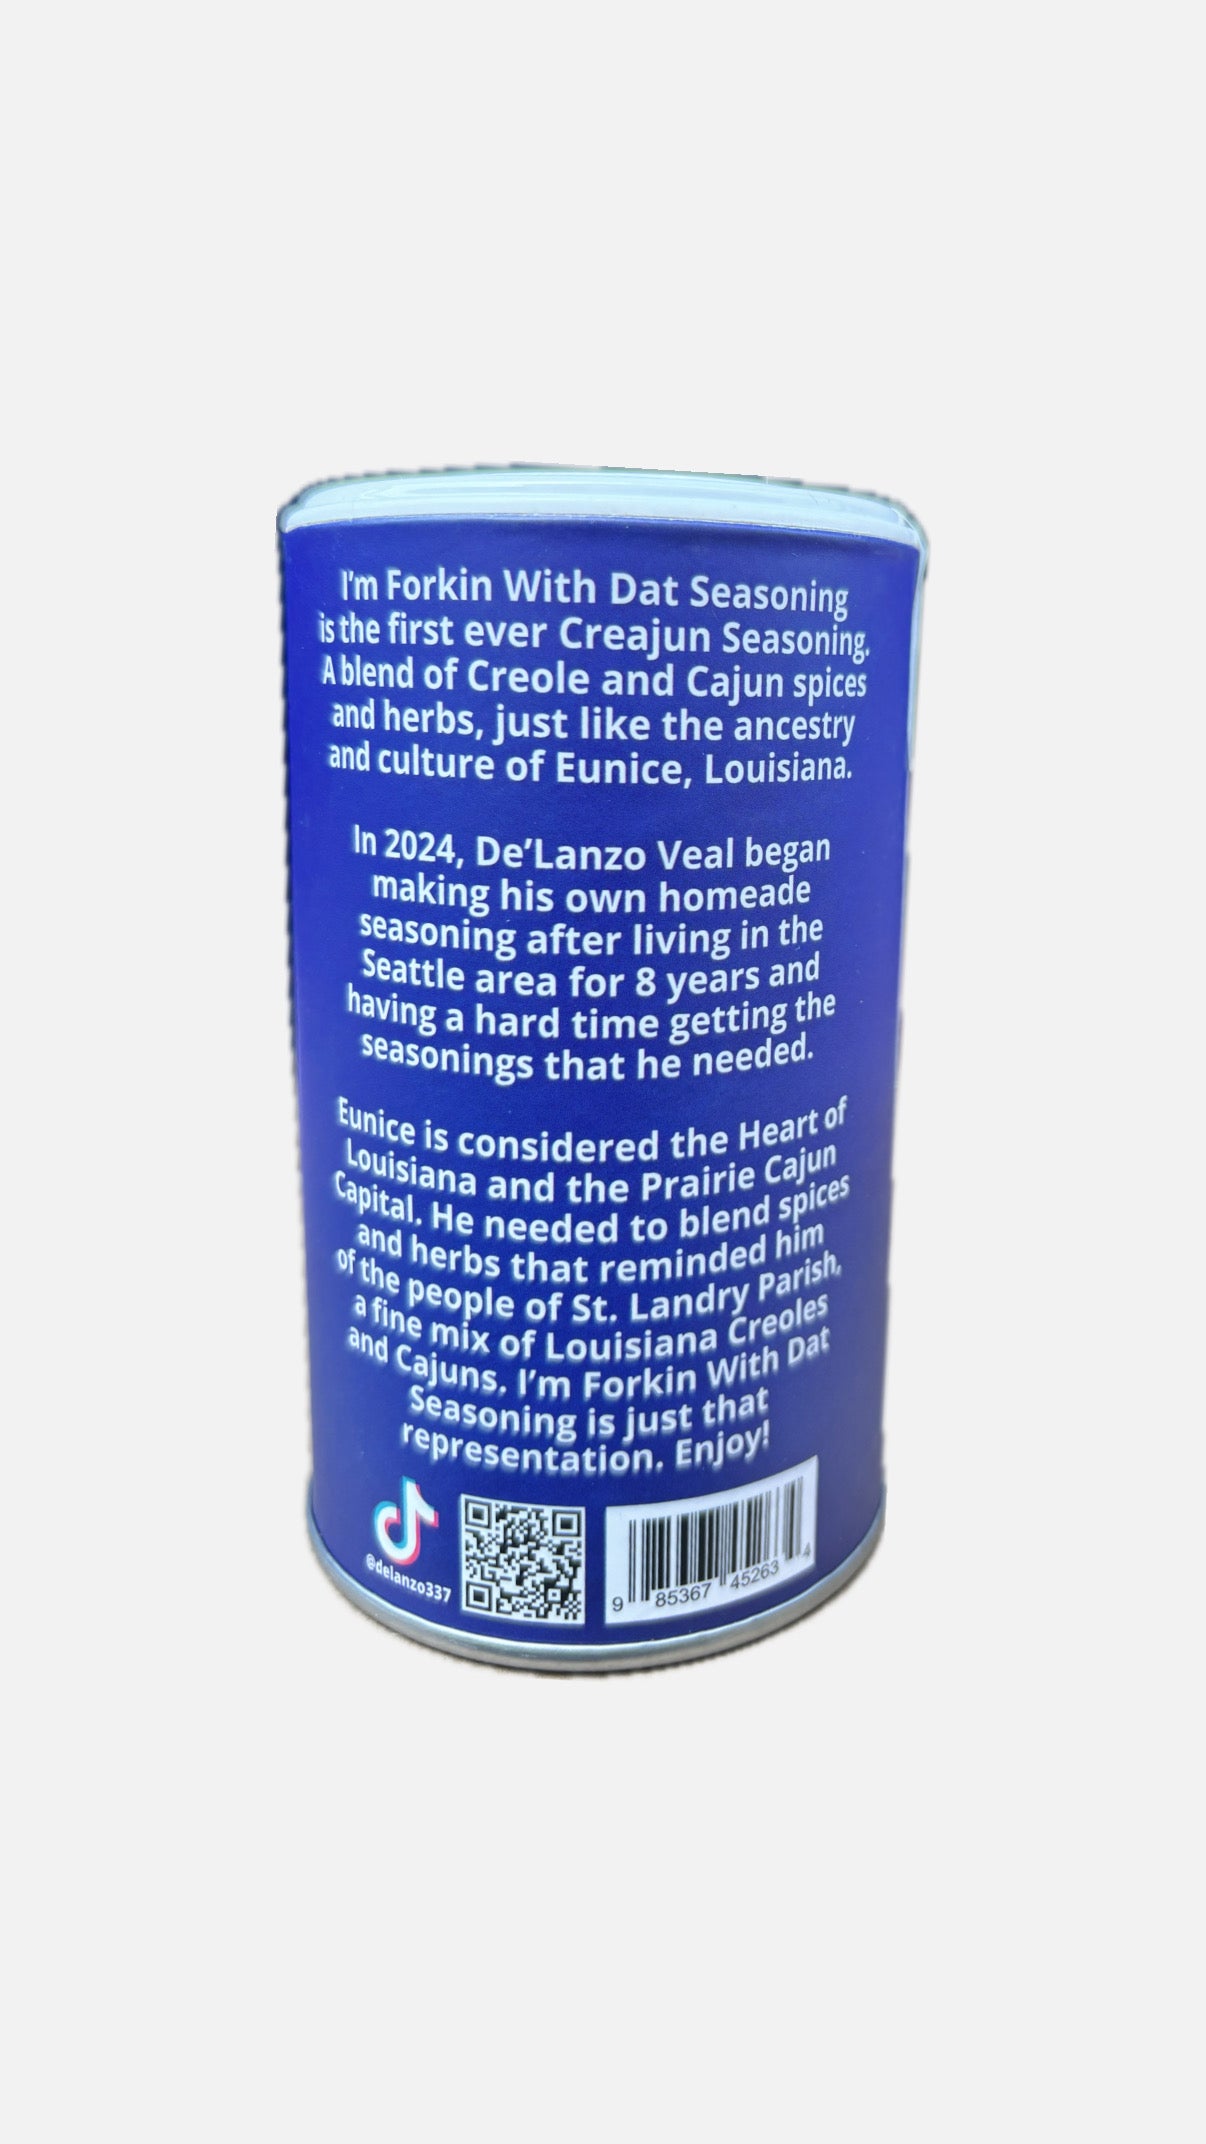 I'm Forkin With Dat Seasoning
is the first ever Creajun Seasoning.
A blend of Creole and Cajun spices
and herbs, just like the ancestry
and culture of Eunice, Louisiana.
In 2024, De'Lanzo Veal began
making his own homeade
seasoning after living in the
Seattle area for 8 years and
having a hard time getting the
seasonings that he needed.
Eunice is considered the Heart of
Louisiana and the Prairie Cajun
Capital. He needed to blend spices
and herbs that reminded him
of the people of St. Landry Parish,
a fine mix of Louisiana Creoles
and Cajuns. I'm Forkin With Dat
Seasoning is just that
representation. Enjoy!
@delanzo337
9 85367 45263 4